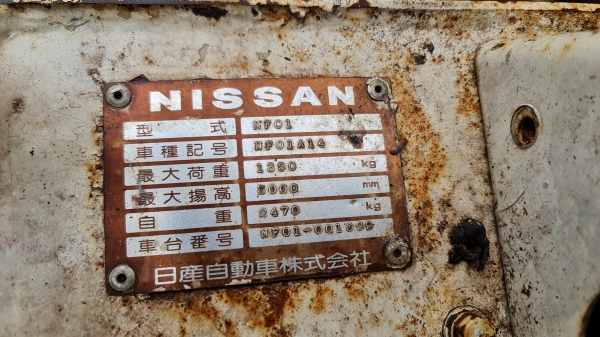 NISSAN
型 式 NF01
車種記号 NF01A14
最大荷重 1350 kg
最大揚高 3000 mm
自 重 2470 kg
車台番号
日産自動車株式会社